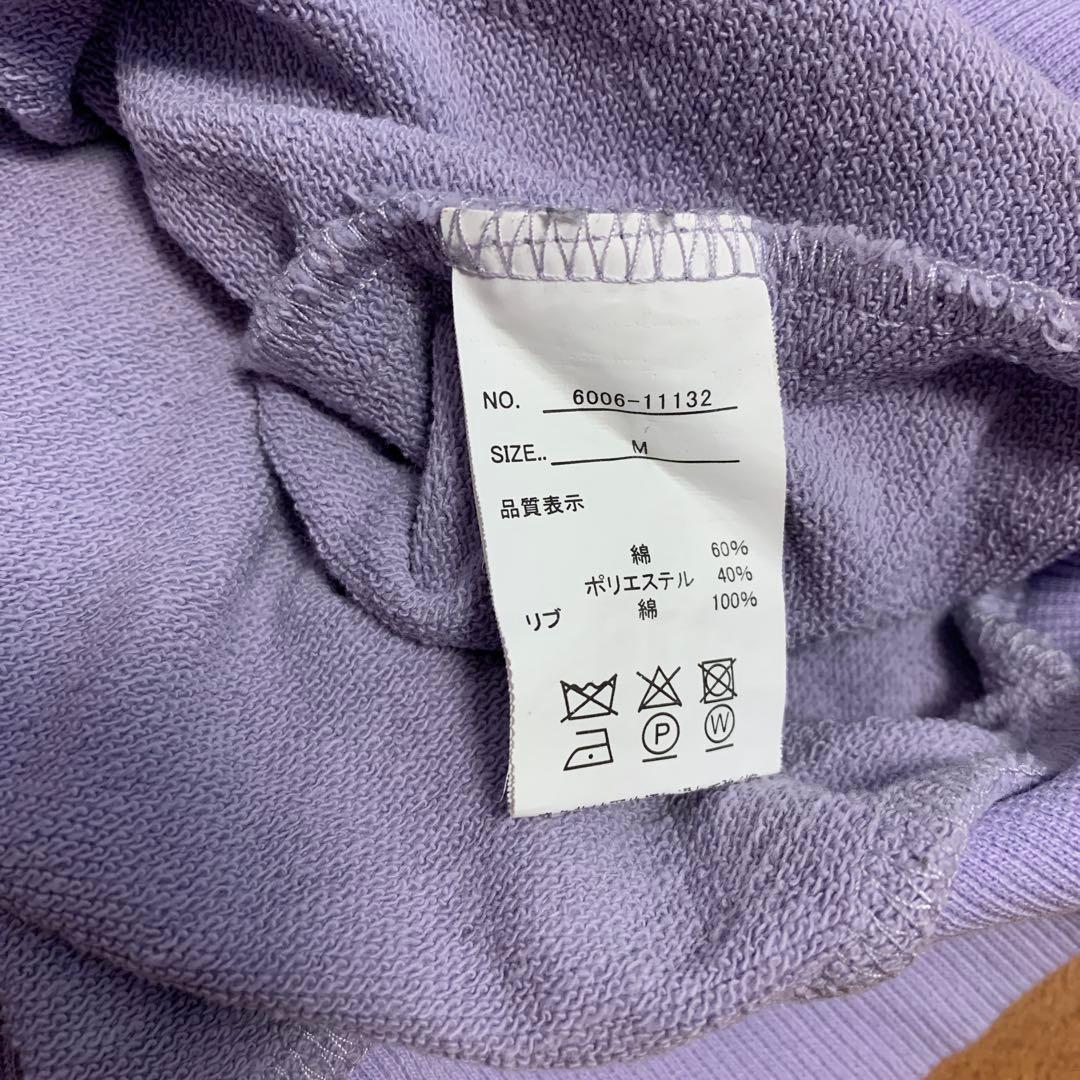 NO. 6006-11132
SIZE.. M
品質表示
綿 60%
ポリエステル 40%
リブ 綿 100%
P W